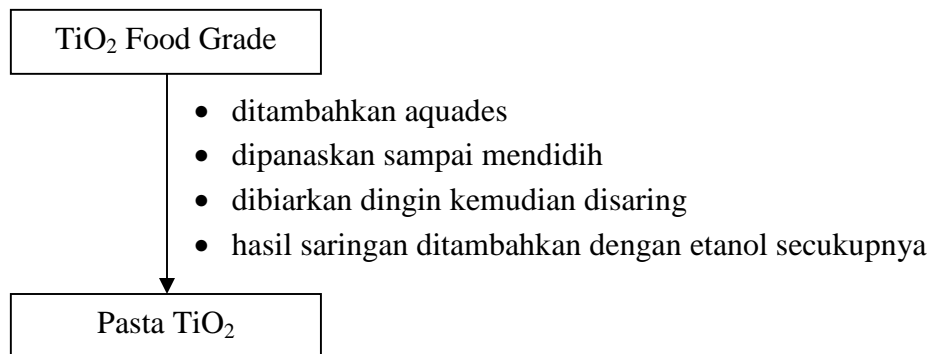 TiO₂ Food Grade
• ditambahkan aquades
• dipanaskan sampai mendidih
• dibiarkan dingin kemudian disaring
• hasil saringan ditambahkan dengan etanol secukupnya
Pasta TiO₂